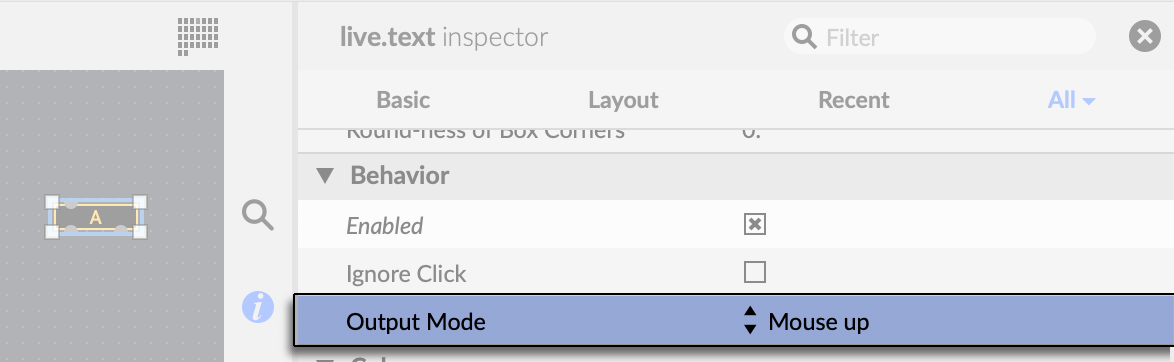 live.text inspector
Filter
Basic Layout Recent All
Round-ness of Box Corners 0.
Behavior
A
Enabled
Ignore Click
i
Output Mode Mouse up